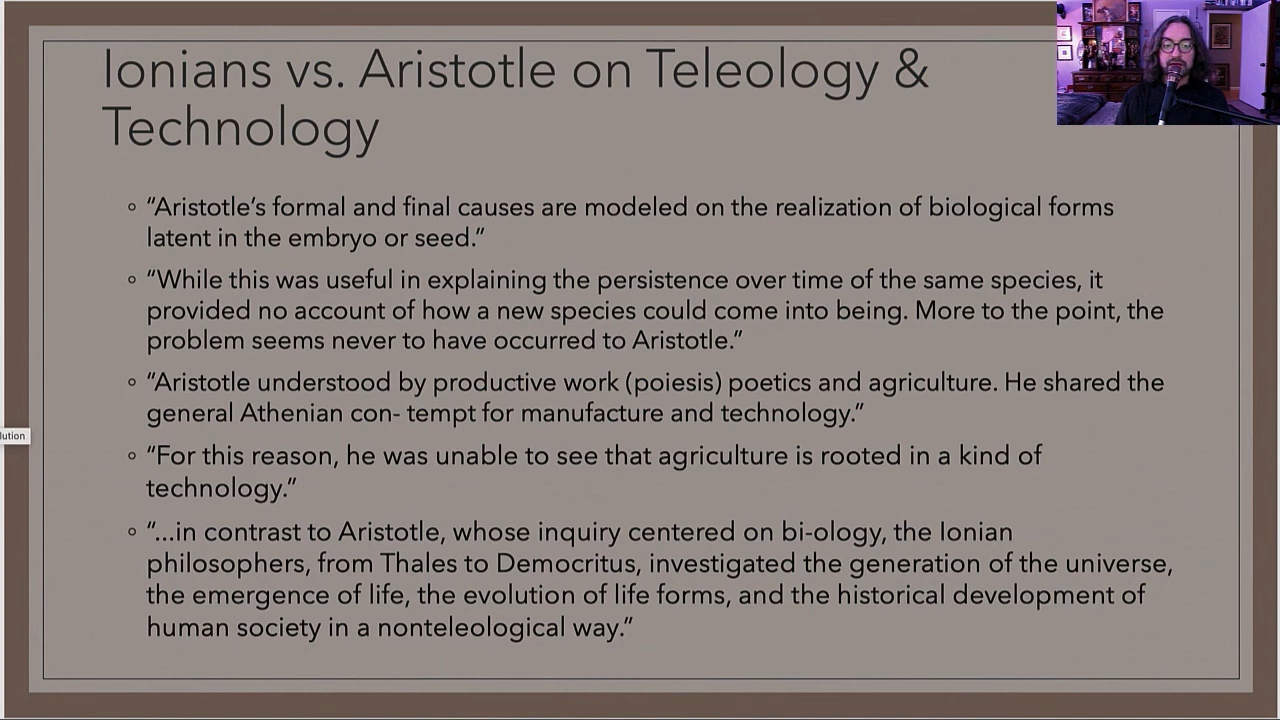 Ionians vs. Aristotle on Teleology &
Technology
◦ “Aristotle’s formal and final causes are modeled on the realization of biological forms
latent in the embryo or seed.”
◦ “While this was useful in explaining the persistence over time of the same species, it
provided no account of how a new species could come into being. More to the point, the
problem seems never to have occurred to Aristotle.”
◦ “Aristotle understood by productive work (poiesis) poetics and agriculture. He shared the
general Athenian con- tempt for manufacture and technology.”
lution
◦ “For this reason, he was unable to see that agriculture is rooted in a kind of
technology.”
◦ “...in contrast to Aristotle, whose inquiry centered on bi-ology, the Ionian
philosophers, from Thales to Democritus, investigated the generation of the universe,
the emergence of life, the evolution of life forms, and the historical development of
human society in a nonteleological way.”